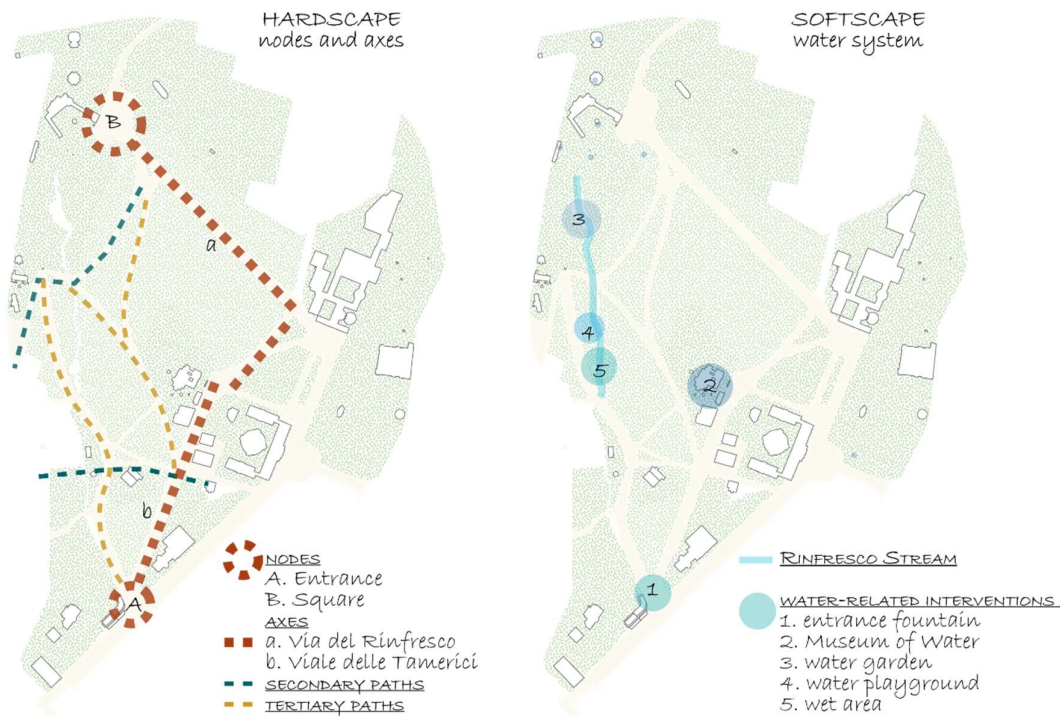 HARDSCAPE
nodes and axes
B
a
b
A
NODES
A. Entrance
B. Square
AXES
a. Via del Rinfresco
b. Viale delle Tamerici
SECONDARY PATHS
TERTIARY PATHS
SOFTSCAPE
water system
3
4
5
2
1
RINFRESCO STREAM
WATER-RELATED INTERVENTIONS
1. entrance fountain
2. Museum of Water
3. water garden
4. water playground
5. wet area